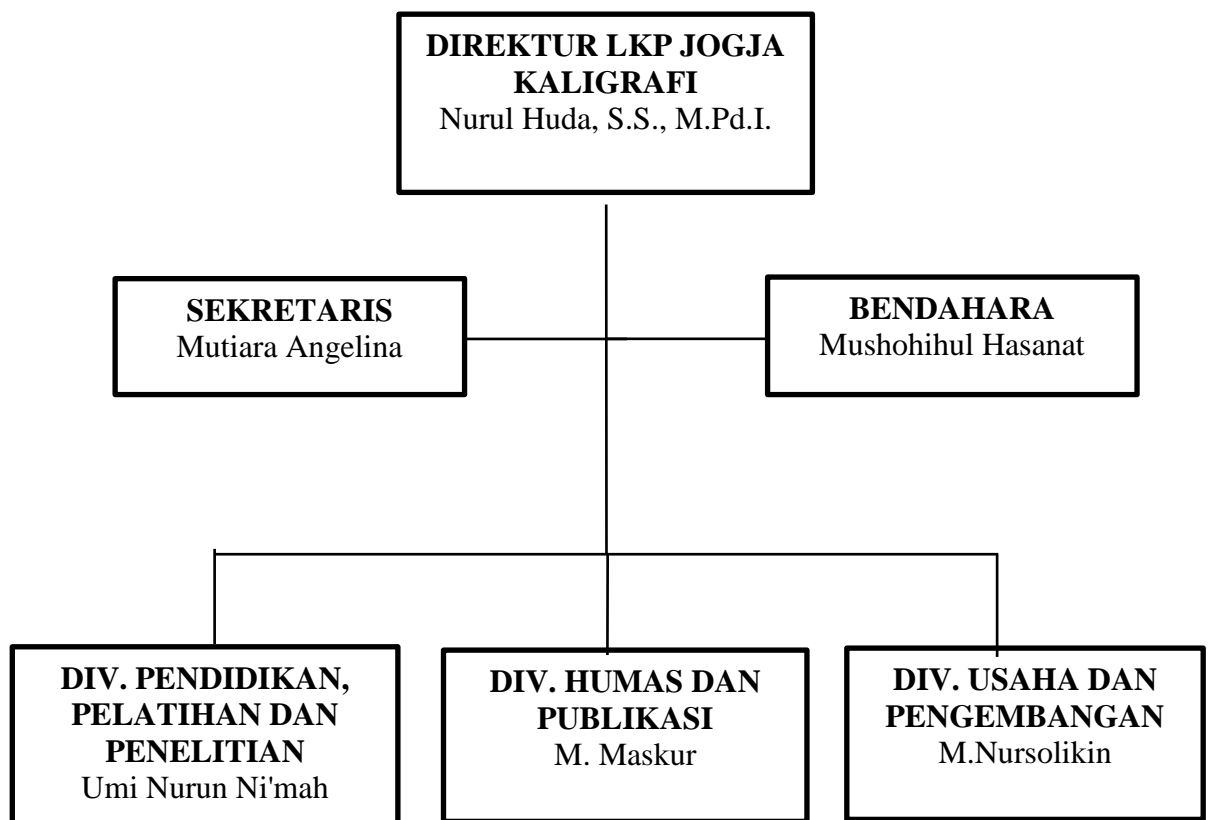 DIREKTUR LKP JOGJA
KALIGRAFI
Nurul Huda, S.S., M.Pd.I.
SEKRETARIS
Mutiara Angelina
BENDAHARA
Mushohihul Hasanat
DIV. PENDIDIKAN,
PELATIHAN DAN
PENELITIAN
Umi Nurun Ni'mah
DIV. HUMAS DAN
PUBLIKASI
M. Maskur
DIV. USAHA DAN
PENGEMBANGAN
M.Nursolikin